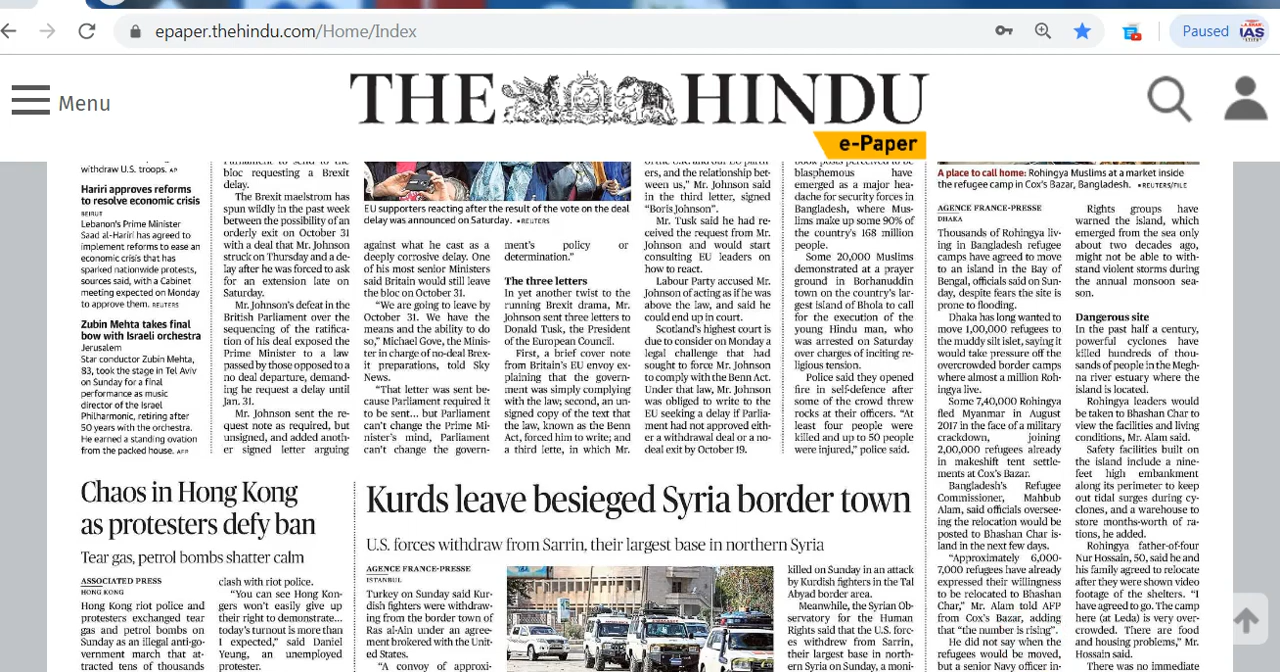 epaper.thehindu.com/Home/Index
Paused
IAS
Menu
THE HINDU
e-Paper
withdraw U.S. troops. AP
Hariri approves reforms
to resolve economic crisis
BEIRUT
Lebanon's Prime Minister
Saad al-Hariri has agreed to
implement reforms to ease an
economic crisis that has
sparked nationwide protests,
sources said, with a Cabinet
meeting expected on Monday
to approve them. REUTERS
Zubin Mehta takes final
bow with Israeli orchestra
Jerusalem
Star conductor Zubin Mehta,
83, took the stage in Tel Aviv
on Sunday for a final
performance as music
director of the Israel
Philharmonic, retiring after
50 years with the orchestra.
He earned a standing ovation
from the packed house. AFP
Parliament to send to the
bloc requesting a Brexit
delay.
The Brexit maelstrom has
spun wildly in the past week
between the possibility of an
orderly exit on October 31
with a deal that Mr. Johnson
struck on Thursday and a de-
lay after he was forced to ask
for an extension late on
Saturday.
Mr. Johnson's defeat in the
British Parliament over the
sequencing of the ratifica-
tion of his deal exposed the
Prime Minister to a law
passed by those opposed to a
no deal departure, demand-
ing he request a delay until
Jan. 31.
Mr. Johnson sent the re-
quest note as required, but
unsigned, and added anoth-
er signed letter arguing
EU supporters reacting after the result of the vote on the deal
delay was announced on Saturday. •REUTERS
against what he cast as a
deeply corrosive delay. One
of his most senior Ministers
said Britain would still leave
the bloc on October 31.
"We are going to leave by
October 31. We have the
means and the ability to do
so," Michael Gove, the Minis-
ter in charge of no-deal Brex-
it preparations, told Sky
News.
"That letter was sent be-
cause Parliament required it
to be sent... but Parliament
can't change the Prime Mi-
nister's mind, Parliament
can't change the govern-
ment's policy or
determination."
The three letters
In yet another twist to the
running Brexit drama, Mr.
Johnson sent three letters to
Donald Tusk, the President
of the European Council.
First, a brief cover note
from Britain's EU envoy ex-
plaining that the govern-
ment was simply complying
with the law; second, an un-
signed copy of the text that
the law, known as the Benn
Act, forced him to write; and
a third lette, in which Mr.
of the UK and our EU part-
ers, and the relationship bet-
ween us," Mr. Johnson said
in the third letter, signed
"Boris Johnson".
Mr. Tusk said he had re-
ceived the request from Mr.
Johnson and would start
consulting EU leaders on
how to react.
Labour Party accused Mr.
Johnson of acting as if he was
above the law, and said he
could end up in court.
Scotland's highest court is
due to consider on Monday a
legal challenge that had
sought to force Mr. Johnson
to comply with the Benn Act.
Under that law, Mr. Johnson
was obliged to write to the
EU seeking a delay if Parlia-
ment had not approved eith-
er a withdrawal deal or a no-
deal exit by October 19.
book posts perceived to be
blasphemous have
emerged as a major hea-
dache for security forces in
Bangladesh, where Mus-
lims make up some 90% of
the country's 168 million
people.
Some 20,000 Muslims
demonstrated at a prayer
ground in Borhanuddin
town on the country's lar-
gest island of Bhola to call
for the execution of the
young Hindu man, who
was arrested on Saturday
over charges of inciting re-
ligious tension.
Police said they opened
fire in self-defence after
some of the crowd threw
rocks at their officers. "At
least four people were
killed and up to 50 people
were injured," police said.
A place to call home: Rohingya Muslims at a market inside
the refugee camp in Cox's Bazar, Bangladesh. •REUTERS/FILE
AGENCE FRANCE-PRESSE
DHAKA
Thousands of Rohingya liv-
ing in Bangladesh refugee
camps have agreed to move
to an island in the Bay of
Bengal, officials said on Sun-
day, despite fears the site is
prone to flooding.
Dhaka has long wanted to
move 1,00,000 refugees to
the muddy silt islet, saying it
would take pressure off the
overcrowded border camps
where almost a million Roh-
ingya live.
Some 7,40,000 Rohingya
fled Myanmar in August
2017 in the face of a military
crackdown, joining
2,00,000 refugees already
in makeshift tent settle-
ments at Cox's Bazar.
Bangladesh's Refugee
Commissioner, Mahbub
Alam, said officials oversee-
ing the relocation would be
posted to Bhashan Char is-
land in the next few days.
"Approximately 6,000-
7,000 refugees have already
expressed their willingness
to be relocated to Bhashan
Char," Mr. Alam told AFP
from Cox's Bazar, adding
that "the number is rising".
He did not say when the
refugees would be moved,
but a senior Navy officer in-
Rights groups have
warned the island, which
emerged from the sea only
about two decades ago,
might not be able to with-
stand violent storms during
the annual monsoon sea-
son.
Dangerous site
In the past half a century,
powerful cyclones have
killed hundreds of thou-
sands of people in the Megh-
na river estuary where the
island is located.
Rohingya leaders would
be taken to Bhashan Char to
view the facilities and living
conditions, Mr. Alam said.
Safety facilities built on
the island include a nine-
feet high embankment
along its perimeter to keep
out tidal surges during cy-
clones, and a warehouse to
store months-worth of ra-
tions, he added.
Rohingya father-of-four
Nur Hossain, 50, said he and
his family agreed to relocate
after they were shown video
footage of the shelters. "I
have agreed to go. The camp
here (at Leda) is very over-
crowded. There are food
and housing problems," Mr.
Hossain said.
There was no immediate
Chaos in Hong Kong
as protesters defy ban
Tear gas, petrol bombs shatter calm
ASSOCIATED PRESS
HONG KONG
Hong Kong riot police and
protesters exchanged tear
gas and petrol bombs on
Sunday as an illegal anti-go-
vernment march that at-
tracted tens of thousands
clash with riot police.
"You can see Hong Kon-
gers won't easily give up
their right to demonstrate...
today's turnout is more than
I expected," said Daniel
Yeung, an unemployed
protester.
Kurds leave besieged Syria border town
U.S. forces withdraw from Sarrin, their largest base in northern Syria
AGENCE FRANCE-PRESSE
ISTANBUL
Turkey on Sunday said Kur-
dish fighters were withdraw-
ing from the border town of
Ras al-Ain under an agree-
ment brokered with the Unit-
ed States.
"A convoy of approxi-
killed on Sunday in an attack
by Kurdish fighters in the Tal
Abyad border area.
Meanwhile, the Syrian Ob-
servatory for the Human
Rights said that the U.S. forc-
es withdrew from Sarrin,
their largest base in north-
ern Syria on Sunday, a moni-